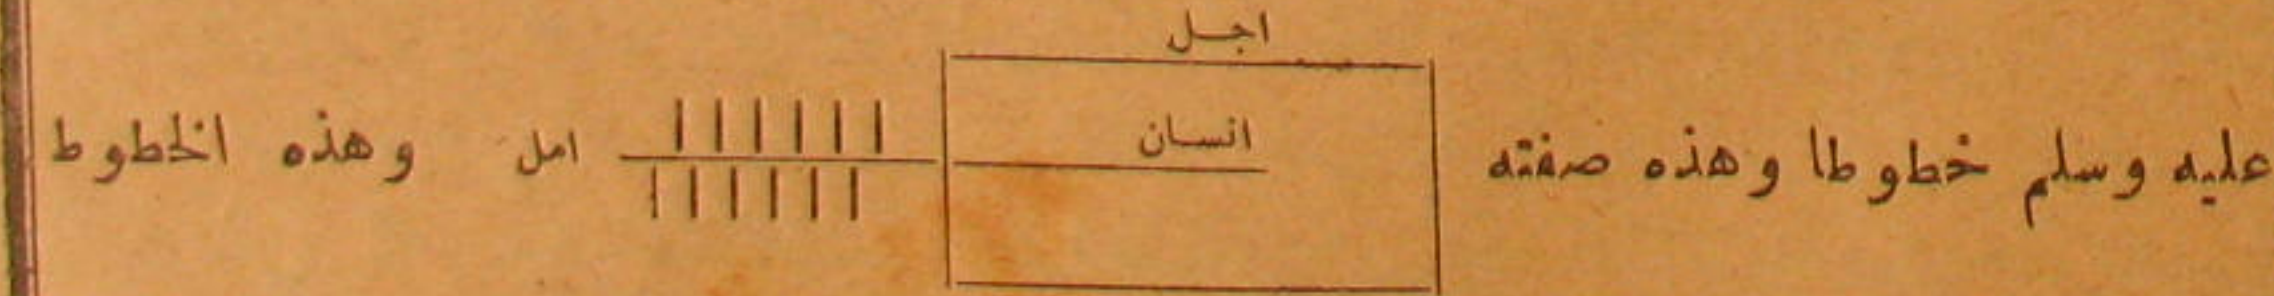 اجل
عليه وسلم خطوطا وهذه صفته انسان امل وهذه الخطوط